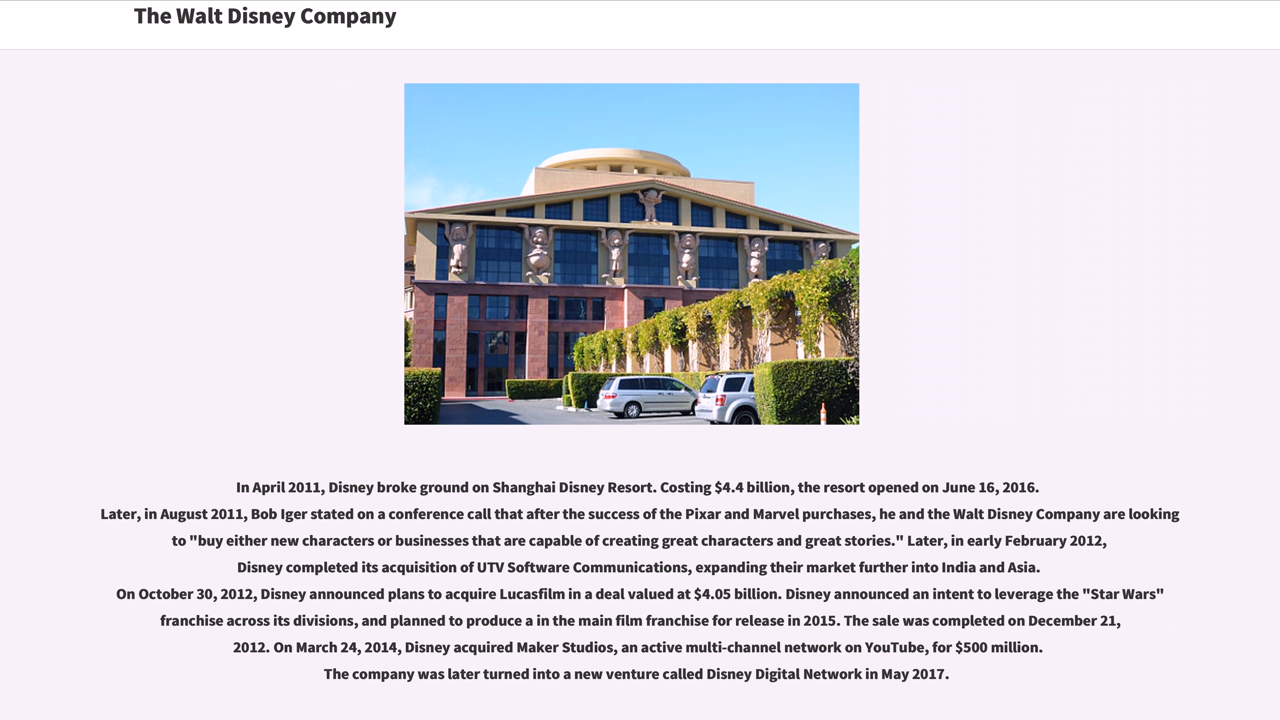 The Walt Disney Company
In April 2011, Disney broke ground on Shanghai Disney Resort. Costing $4.4 billion, the resort opened on June 16, 2016.
Later, in August 2011, Bob Iger stated on a conference call that after the success of the Pixar and Marvel purchases, he and the Walt Disney Company are looking
to "buy either new characters or businesses that are capable of creating great characters and great stories." Later, in early February 2012,
Disney completed its acquisition of UTV Software Communications, expanding their market further into India and Asia.
On October 30, 2012, Disney announced plans to acquire Lucasfilm in a deal valued at $4.05 billion. Disney announced an intent to leverage the "Star Wars"
franchise across its divisions, and planned to produce a in the main film franchise for release in 2015. The sale was completed on December 21,
2012. On March 24, 2014, Disney acquired Maker Studios, an active multi-channel network on YouTube, for $500 million.
The company was later turned into a new venture called Disney Digital Network in May 2017.